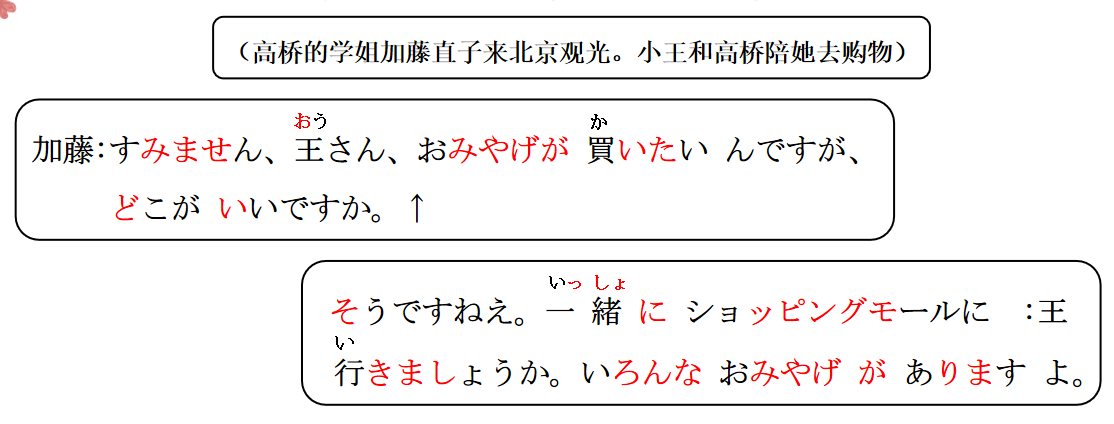 （高桥的学姐加藤直子来北京观光。小王和高桥陪她去购物）
おう か
加藤:すみません、王さん、おみやげが 買いたい んですが、
どこが いいですか。↑
いっ しょ
そうですねえ。一 緒 に ショッピングモールに :王
い
行きましょうか。いろんな おみやげ が あります よ。